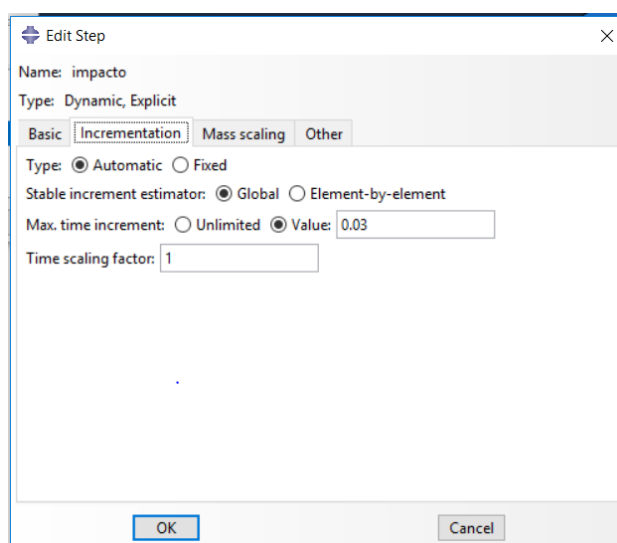 Edit Step
Name: impacto
Type: Dynamic, Explicit
Basic Incrementation Mass scaling Other
Type: Automatic Fixed
Stable increment estimator: Global Element-by-element
Max. time increment: Unlimited Value: 0.03
Time scaling factor: 1
OK Cancel